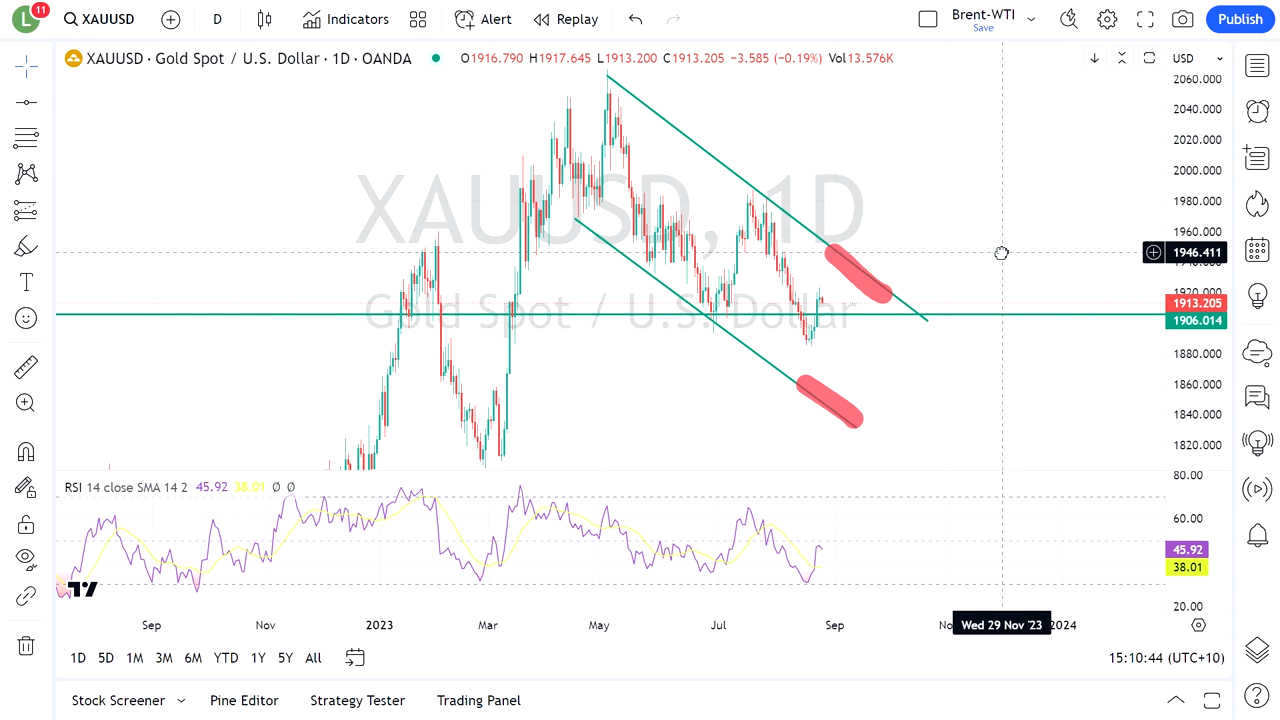 L 11 XAUUSD D Indicators Alert Replay Brent-WTI Save Publish
XAUUSD · Gold Spot / U.S. Dollar · 1D · OANDA O1916.790 H1917.645 L1913.200 C1913.205 −3.585 (−0.19%) Vol13.576K USD
2060.000
2040.000
2020.000
2000.000
XAUUSD, 1D
1980.000
1960.000
1946.411
Gold Spot / U.S. Dollar
1913.205
1906.014
1880.000
1860.000
1840.000
1820.000
RSI 14 close SMA 14 2 45.92 38.01 Ø Ø
80.00
60.00
45.92
38.01
20.00
Sep Nov 2023 Mar May Jul Sep Wed 29 Nov '23 2024
1D 5D 1M 3M 6M YTD 1Y 5Y All 15:10:44 (UTC+10)
Stock Screener Pine Editor Strategy Tester Trading Panel